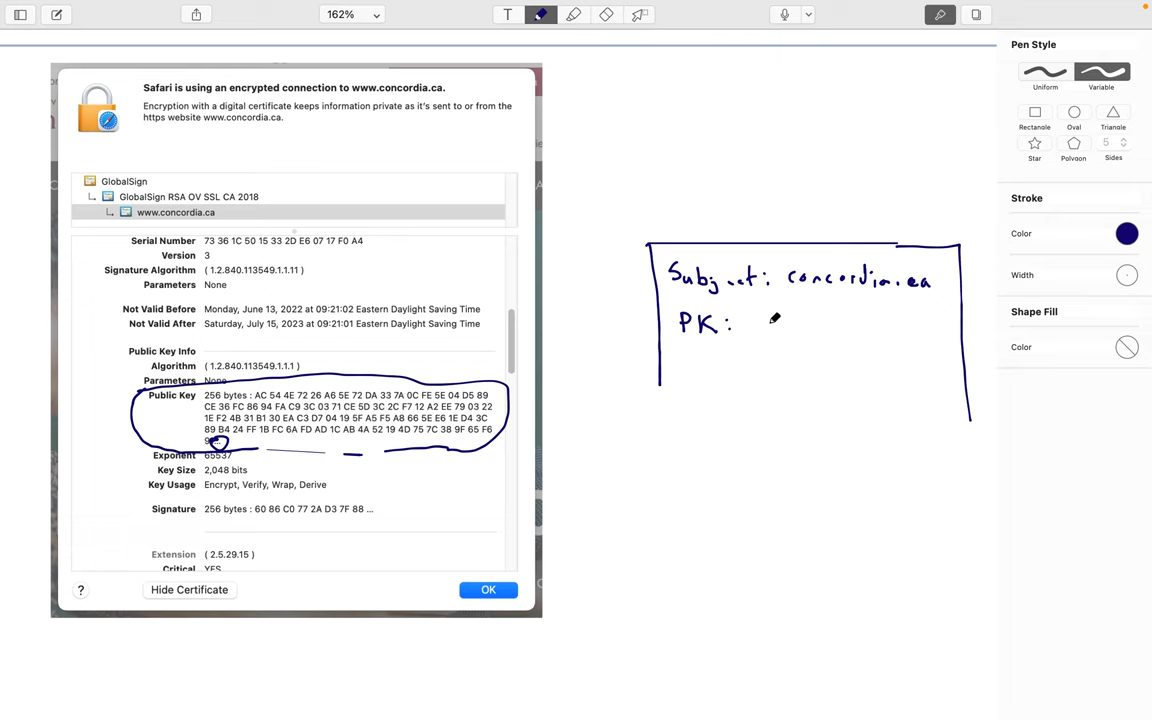 162%
T
Safari is using an encrypted connection to www.concordia.ca.
Encryption with a digital certificate keeps information private as it's sent to or from the
https website www.concordia.ca.
GlobalSign
GlobalSign RSA OV SSL CA 2018
www.concordia.ca
Serial Number 73 36 1C 50 15 33 2D E6 07 17 F0 A4
Version 3
Signature Algorithm ( 1.2.840.113549.1.1.11 )
Parameters None
Not Valid Before Monday, June 13, 2022 at 09:21:02 Eastern Daylight Saving Time
Not Valid After Saturday, July 15, 2023 at 09:21:01 Eastern Daylight Saving Time
Public Key Info
Algorithm ( 1.2.840.113549.1.1.1 )
Parameters None
Public Key 256 bytes : AC 54 4E 72 26 A6 5E 72 DA 33 7A 0C FE 5E 04 D5 89
CE 36 FC 86 94 FA C9 3C 03 71 CE 5D 3C 2C F7 12 A2 EE 79 03 22
1E F2 4B 31 B1 30 EA C3 D7 04 19 5F A5 F5 A8 66 5E E6 1E D4 3C
89 B4 24 FF 1B FC 6A FD AD 1C AB 4A 52 19 4D 75 7C 38 9F 65 F6
Exponent 65537
Key Size 2,048 bits
Key Usage Encrypt, Verify, Wrap, Derive
Signature 256 bytes : 60 86 C0 77 2A D3 7F 88 ...
Extension ( 2.5.29.15 )
Critical YES
? Hide Certificate OK
Subject: concordia.ca
PK:
Pen Style
Uniform Variable
Rectangle Oval Triangle
5
Star Polygon Sides
Stroke
Color
Width
Shape Fill
Color